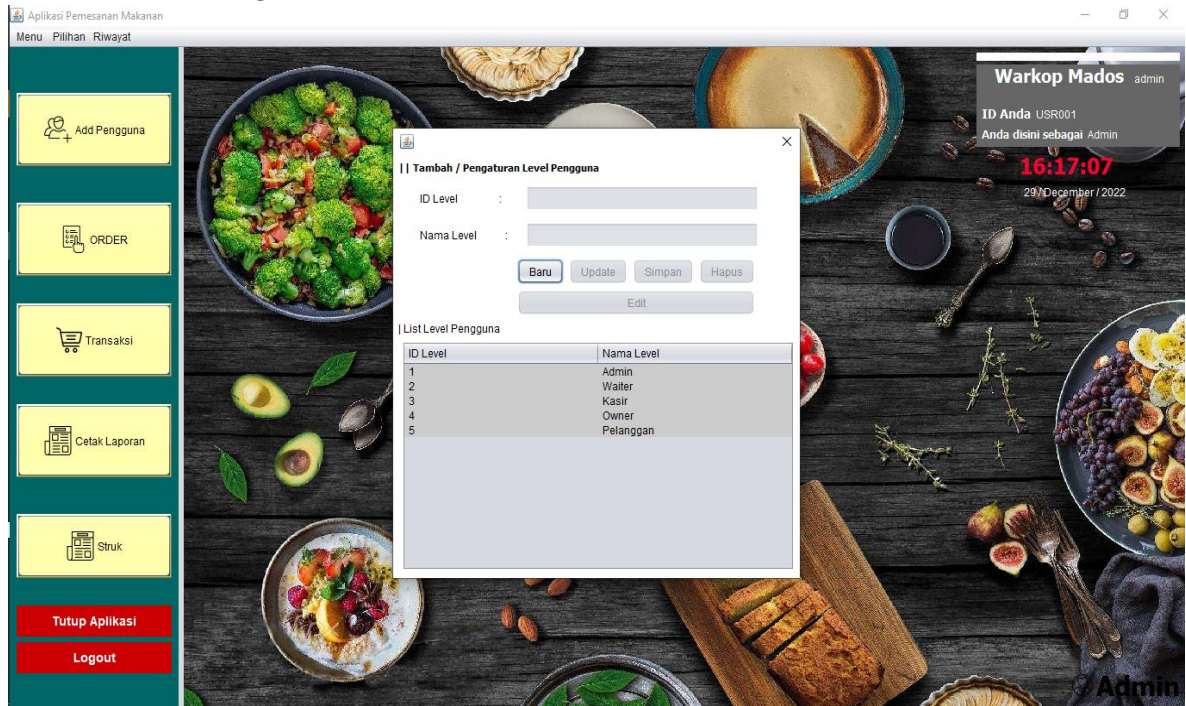 Aplikasi Pemesanan Makanan
Menu Pilihan Riwayat
Add Pengguna
ORDER
Transaksi
Cetak Laporan
Struk
Tutup Aplikasi
Logout
|| Tambah / Pengaturan Level Pengguna
ID Level :
Nama Level :
Baru Update Simpan Hapus
Edit
| List Level Pengguna
ID Level Nama Level
1 Admin
2 Waiter
3 Kasir
4 Owner
5 Pelanggan
Warkop Mados admin
ID Anda USR001
Anda disini sebagai Admin
16:17:07
29 / December / 2022
Admin